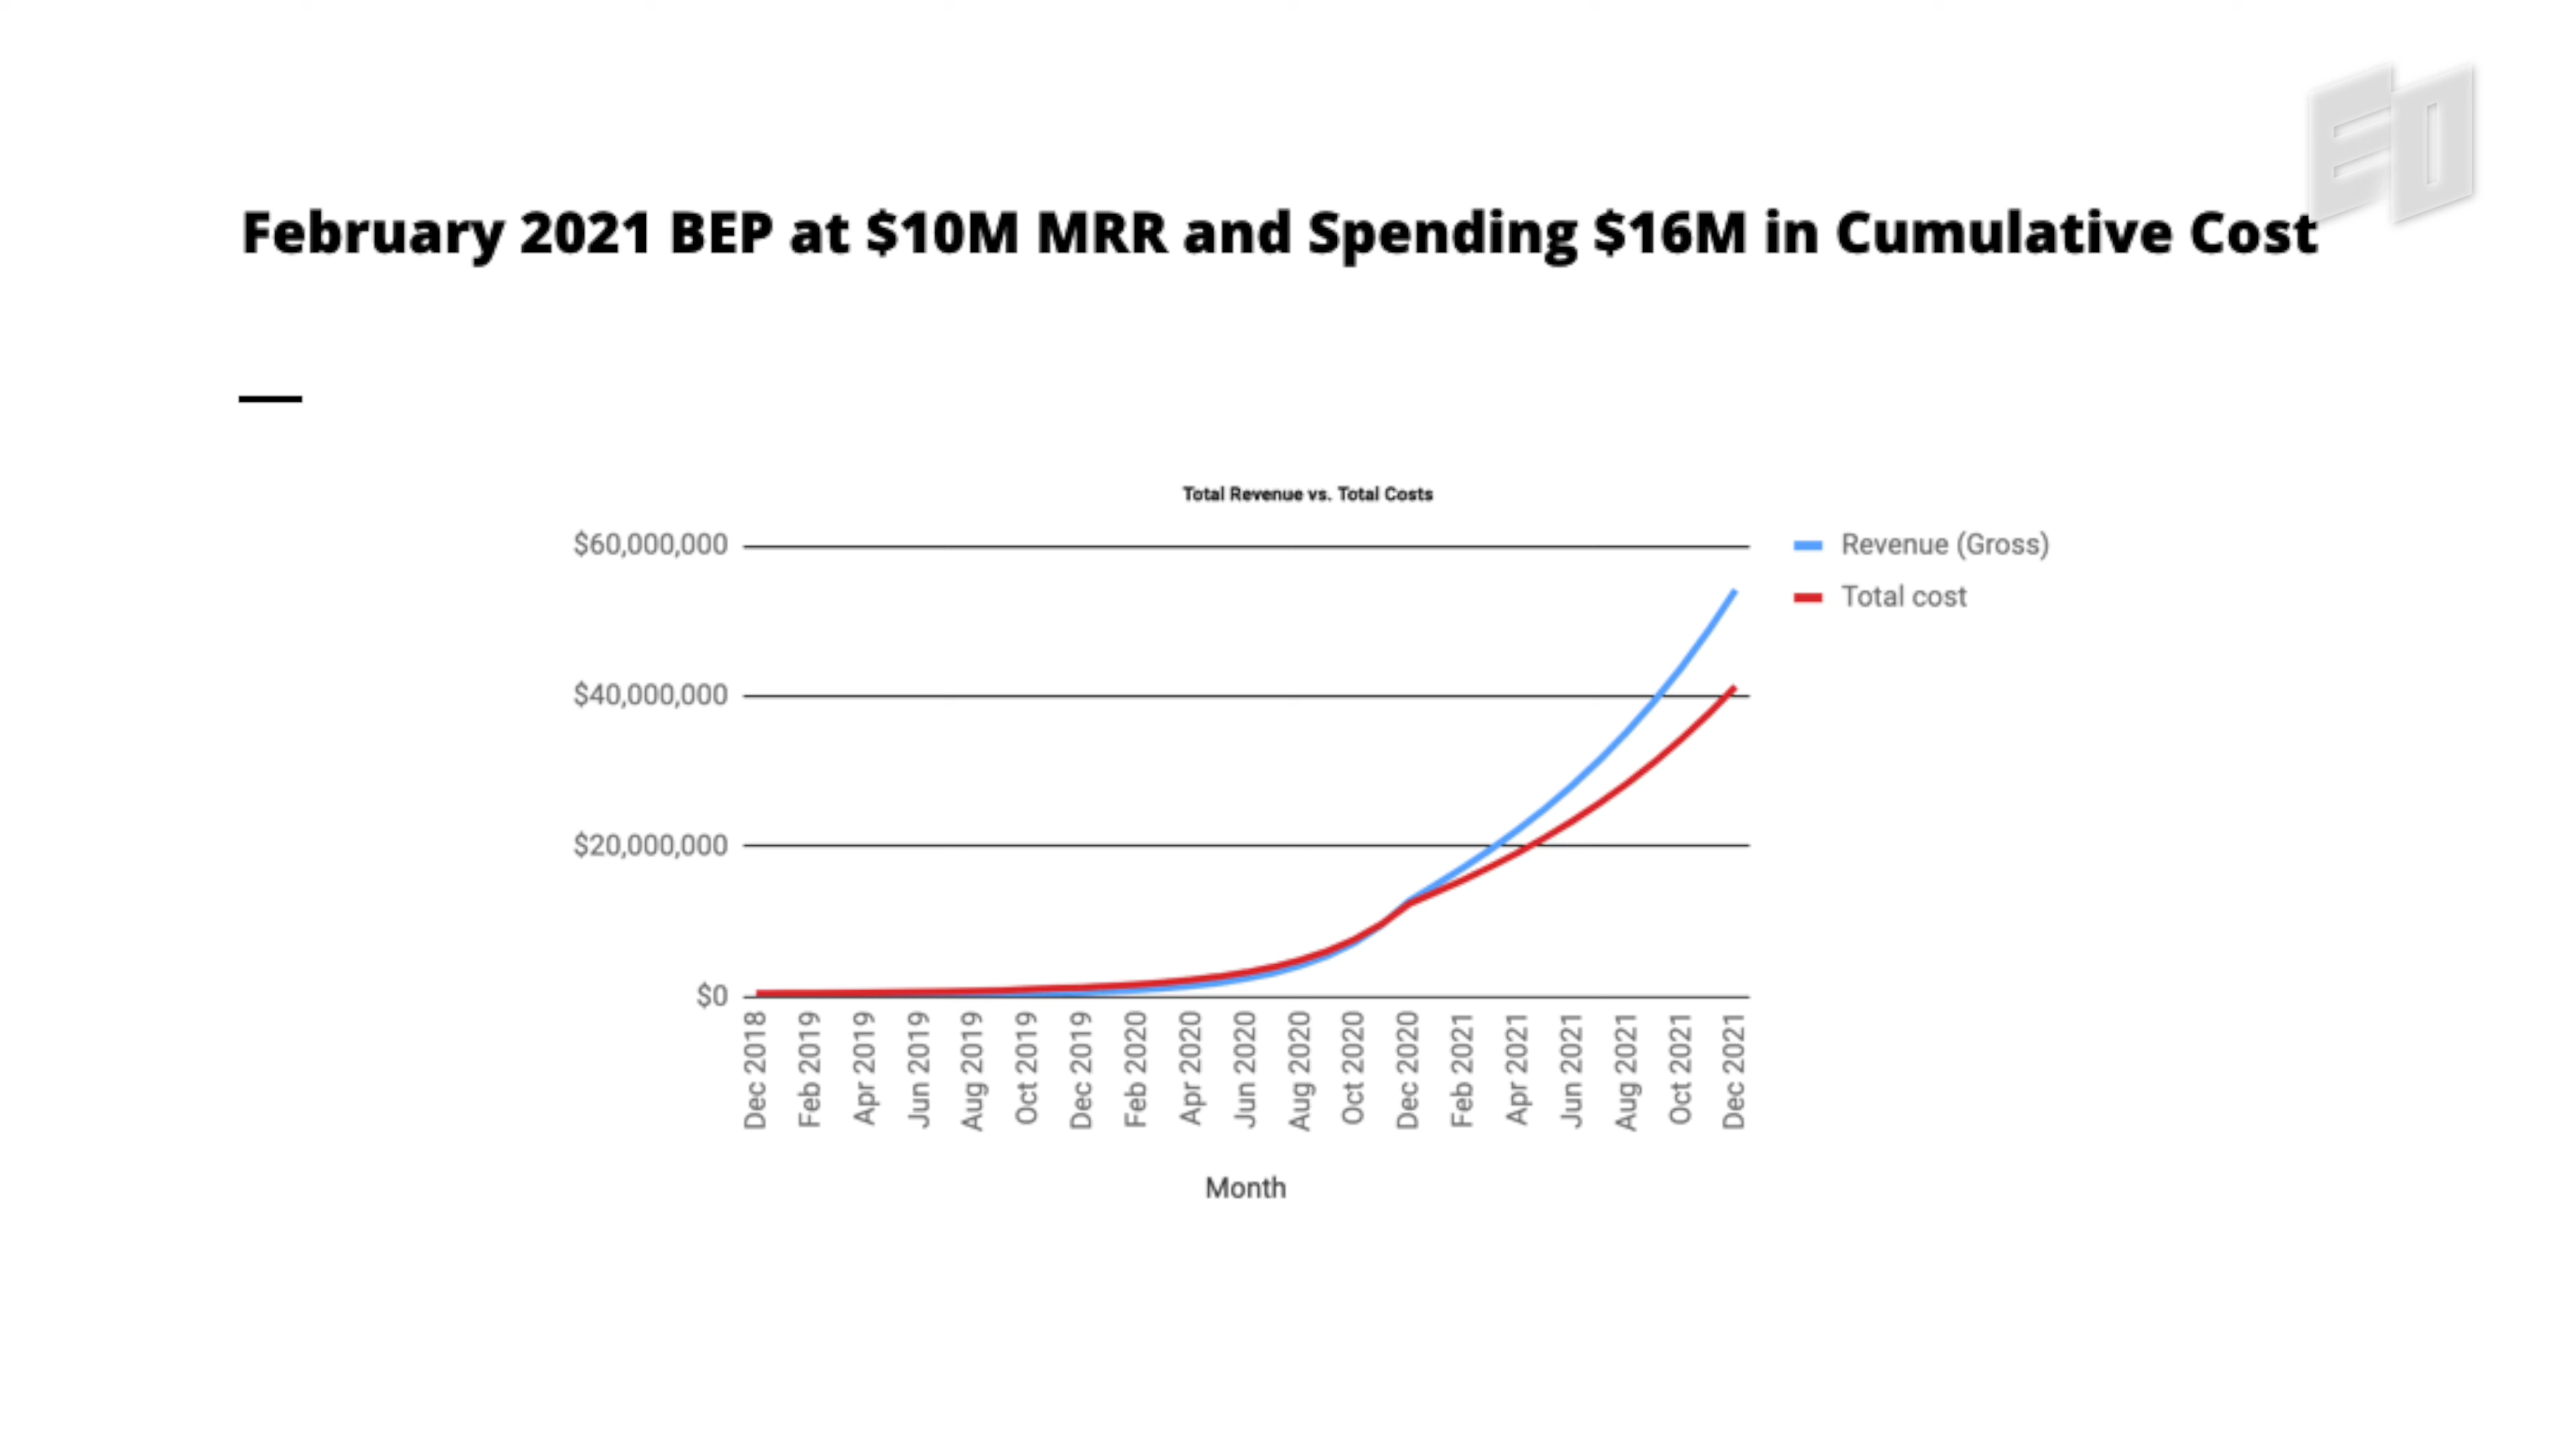 EO
February 2021 BEP at $10M MRR and Spending $16M in Cumulative Cost
Total Revenue vs. Total Costs
$60,000,000
$40,000,000
$20,000,000
$0
Revenue (Gross)
Total cost
Dec 2018
Feb 2019
Apr 2019
Jun 2019
Aug 2019
Oct 2019
Dec 2019
Feb 2020
Apr 2020
Jun 2020
Aug 2020
Oct 2020
Dec 2020
Feb 2021
Apr 2021
Jun 2021
Aug 2021
Oct 2021
Dec 2021
Month